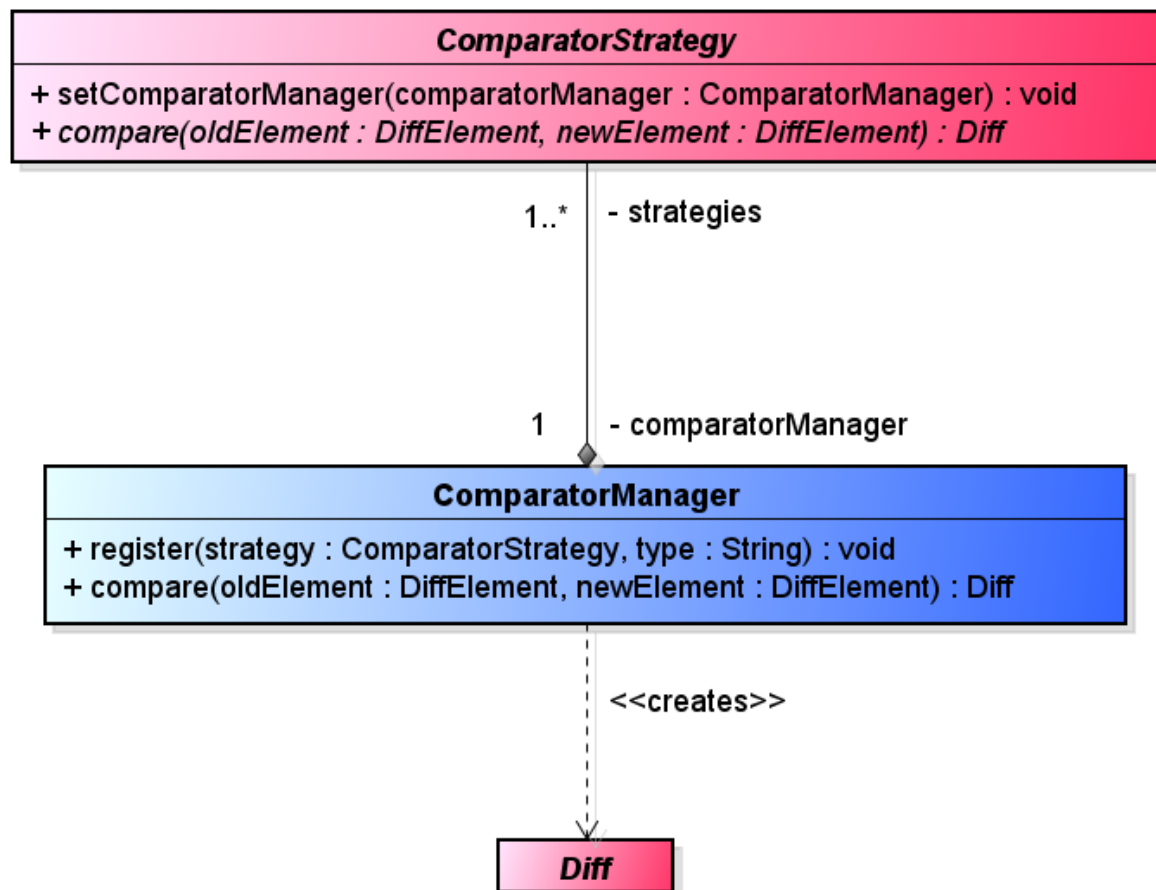 ComparatorStrategy
+ setComparatorManager(comparatorManager : ComparatorManager) : void
+ compare(oldElement : DiffElement, newElement : DiffElement) : Diff
1..* - strategies
1 - comparatorManager
ComparatorManager
+ register(strategy : ComparatorStrategy, type : String) : void
+ compare(oldElement : DiffElement, newElement : DiffElement) : Diff
<<creates>>
Diff